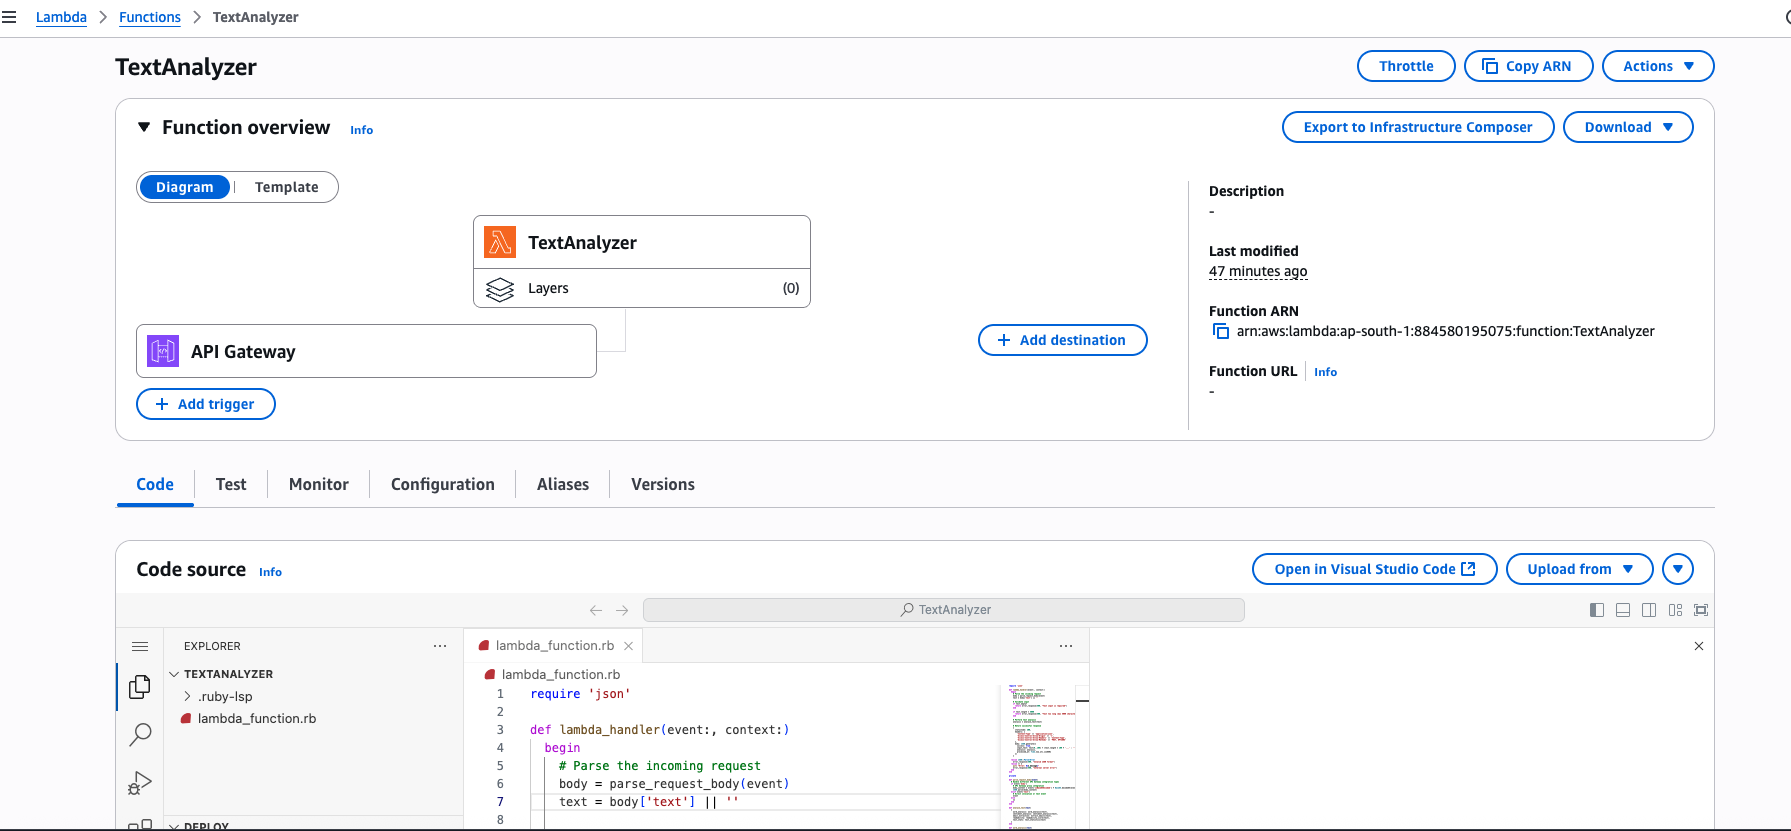 Lambda > Functions > TextAnalyzer
TextAnalyzer
Throttle
Copy ARN
Actions
Function overview Info
Export to Infrastructure Composer
Download
Diagram | Template
TextAnalyzer
Layers (0)
API Gateway
+ Add trigger
+ Add destination
Description
-
Last modified
47 minutes ago
Function ARN
arn:aws:lambda:ap-south-1:884580195075:function:TextAnalyzer
Function URL Info
-
Code
Test
Monitor
Configuration
Aliases
Versions
Code source Info
Open in Visual Studio Code
Upload from
TextAnalyzer
EXPLORER
TEXTANALYZER
> .ruby-lsp
lambda_function.rb
DEPLOY
lambda_function.rb
lambda_function.rb
1 require 'json'
2
3 def lambda_handler(event:, context:)
4 begin
5 # Parse the incoming request
6 body = parse_request_body(event)
7 text = body['text'] || ''
8